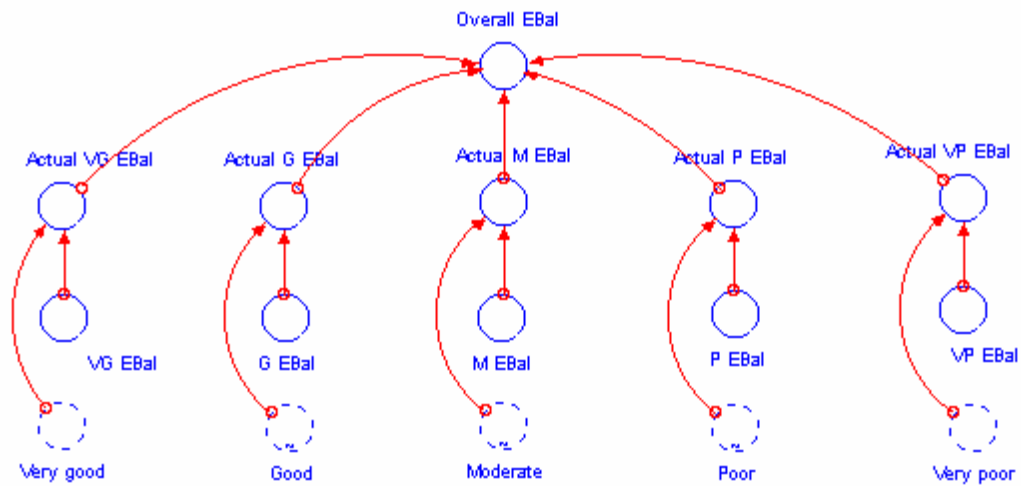 Overall EBal
Actual VG EBal
Actual G EBal
Actual M EBal
Actual P EBal
Actual VP EBal
VG EBal
G EBal
M EBal
P EBal
VP EBal
Very good
Good
Moderate
Poor
Very poor